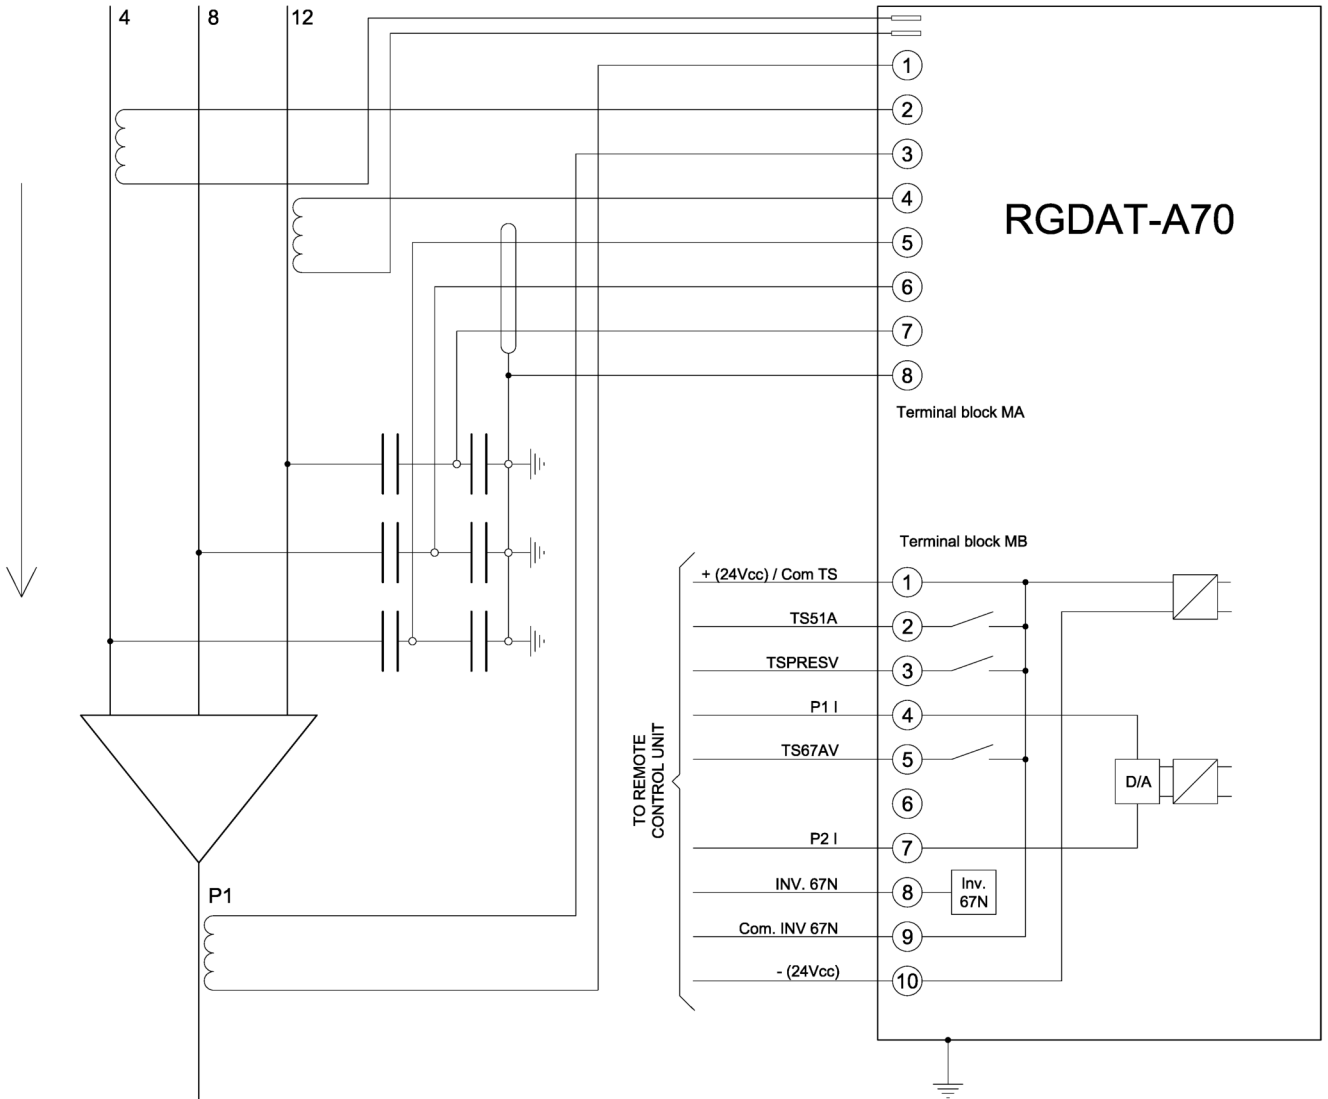 4
8
12
1
2
3
4
5
6
7
8
RGDAT-A70
Terminal block MA
Terminal block MB
+ (24Vcc) / Com TS
1
TS51A
2
TSPRESV
3
P1 I
4
TS67AV
5
D/A
6
P2 I
7
INV. 67N
8
Inv.
67N
Com. INV 67N
9
- (24Vcc)
10
TO REMOTE
CONTROL UNIT
P1